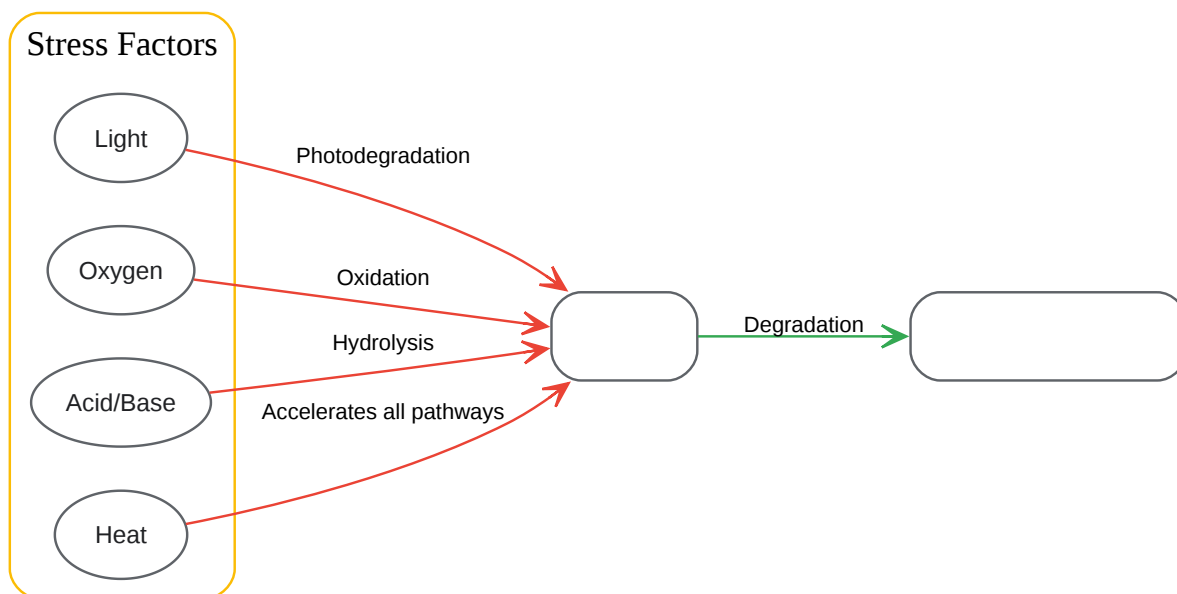 Stress Factors
Light
Photodegradation
Oxygen
Oxidation
Hydrolysis
Degradation
Acid/Base
Accelerates all pathways
Heat